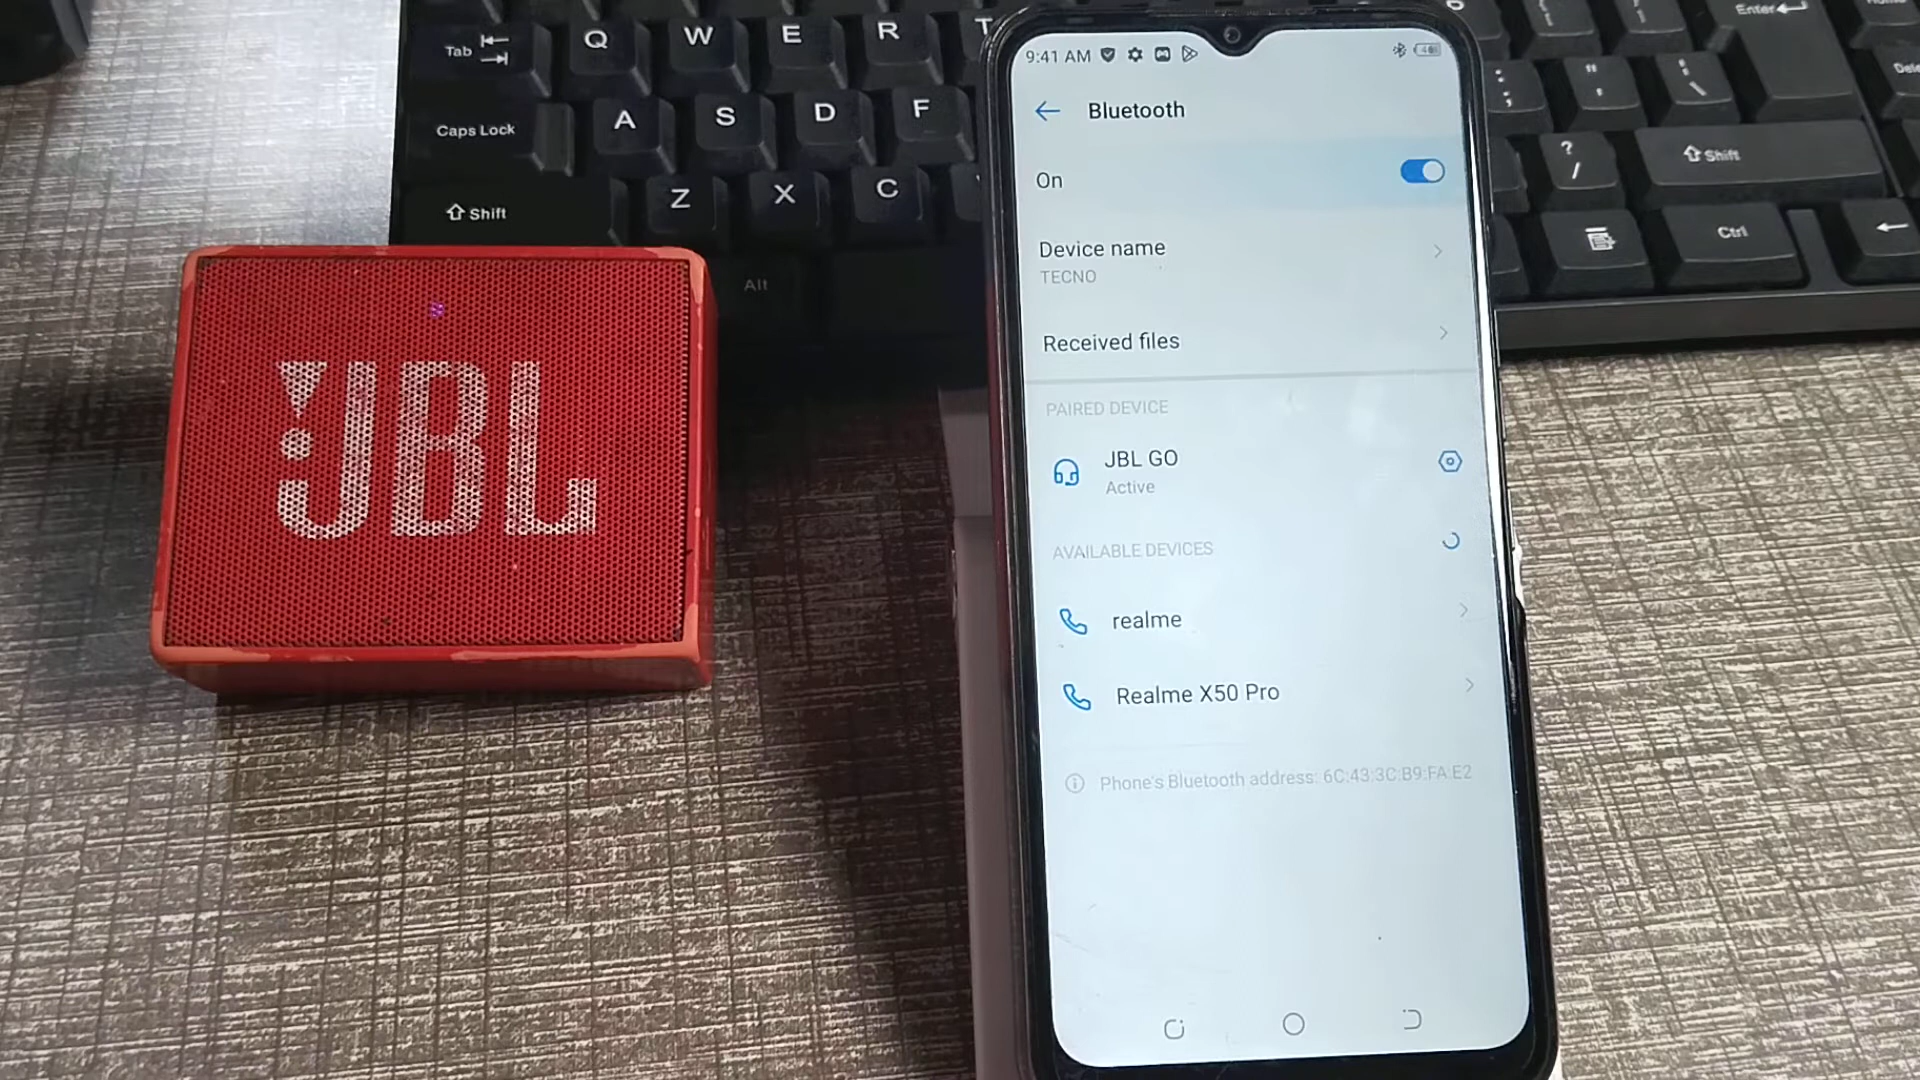 Tab
Q
W
E
R
T
Enter
Caps Lock
A
S
D
F
:
;
"
'
\
Shift
Z
X
C
?
/
Shift
Alt
Ctrl
JBL
9:41 AM
Bluetooth
On
Device name
TECNO
Received files
PAIRED DEVICE
JBL GO
Active
AVAILABLE DEVICES
realme
Realme X50 Pro
Phone's Bluetooth address: 6C:43:3C:B9:FA:E2